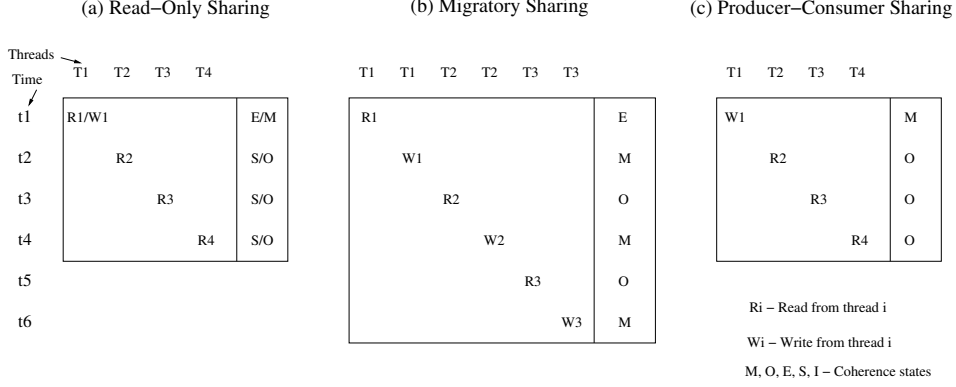 (a) Read-Only Sharing (b) Migratory Sharing (c) Producer-Consumer Sharing
Threads
T1 T2 T3 T4 T1 T1 T2 T2 T3 T3 T1 T2 T3 T4
Time
t1 R1/W1 E/M R1 E W1 M
t2 R2 S/O W1 M R2 O
t3 R3 S/O R2 O R3 O
t4 R4 S/O W2 M R4 O
t5 R3 O
Ri – Read from thread i
t6 W3 M
Wi – Write from thread i
M, O, E, S, I – Coherence states